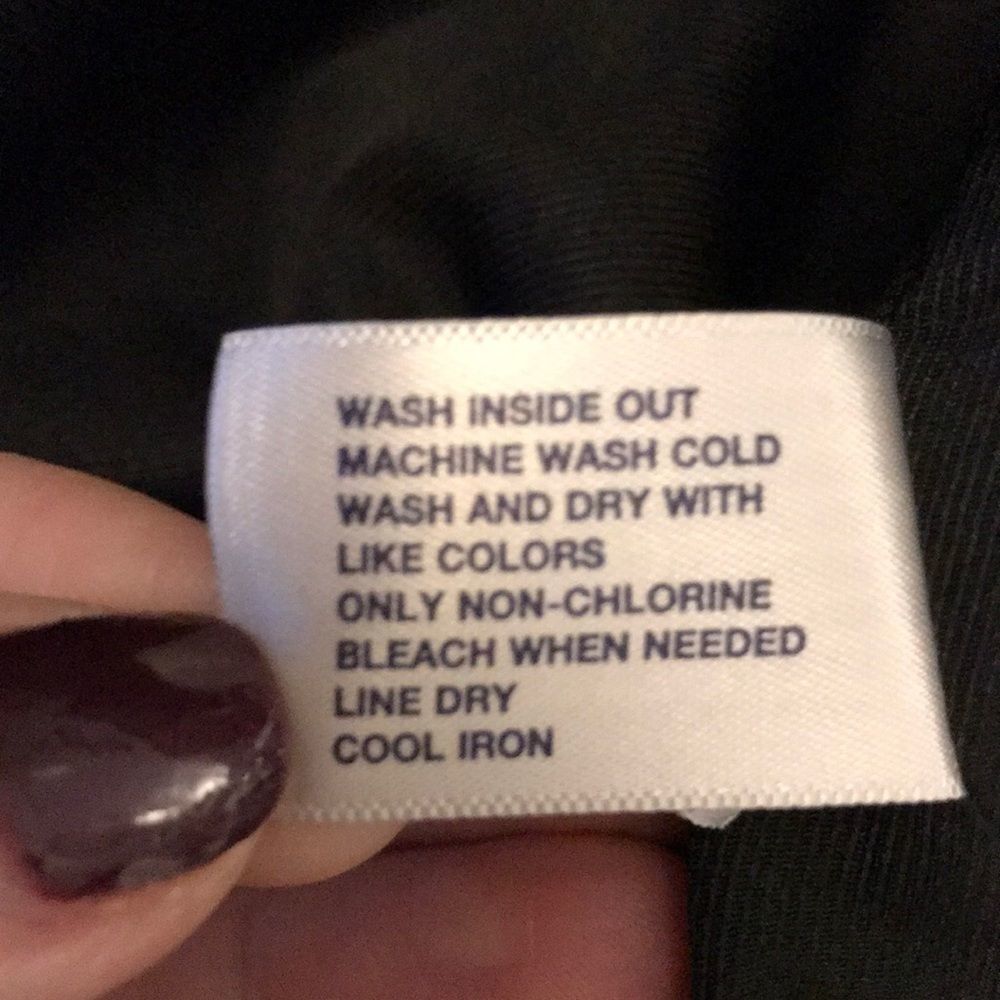 WASH INSIDE OUT
MACHINE WASH COLD
WASH AND DRY WITH
LIKE COLORS
ONLY NON-CHLORINE
BLEACH WHEN NEEDED
LINE DRY
COOL IRON